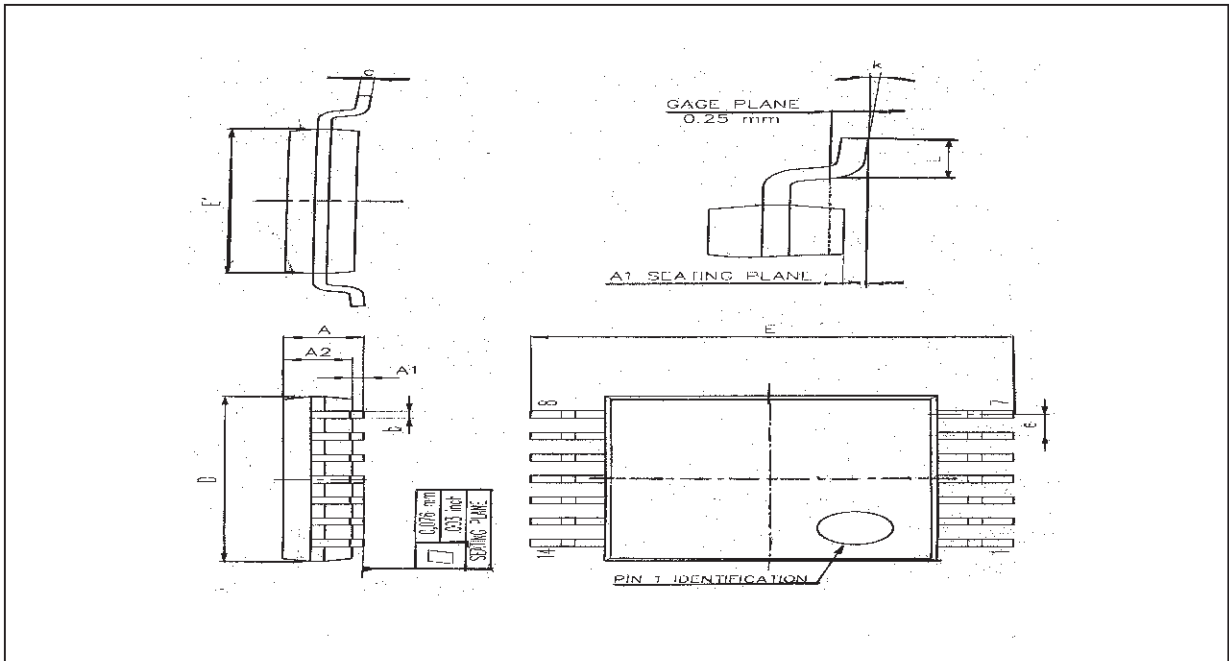 c
k
GAGE PLANE
0.25 mm
L
E'
A1 SEATING PLANE
A
A2
A1
b
D
0,076 mm
.003 inch
SEATING PLANE
E
8
7
e
14
1
PIN 1 IDENTIFICATION